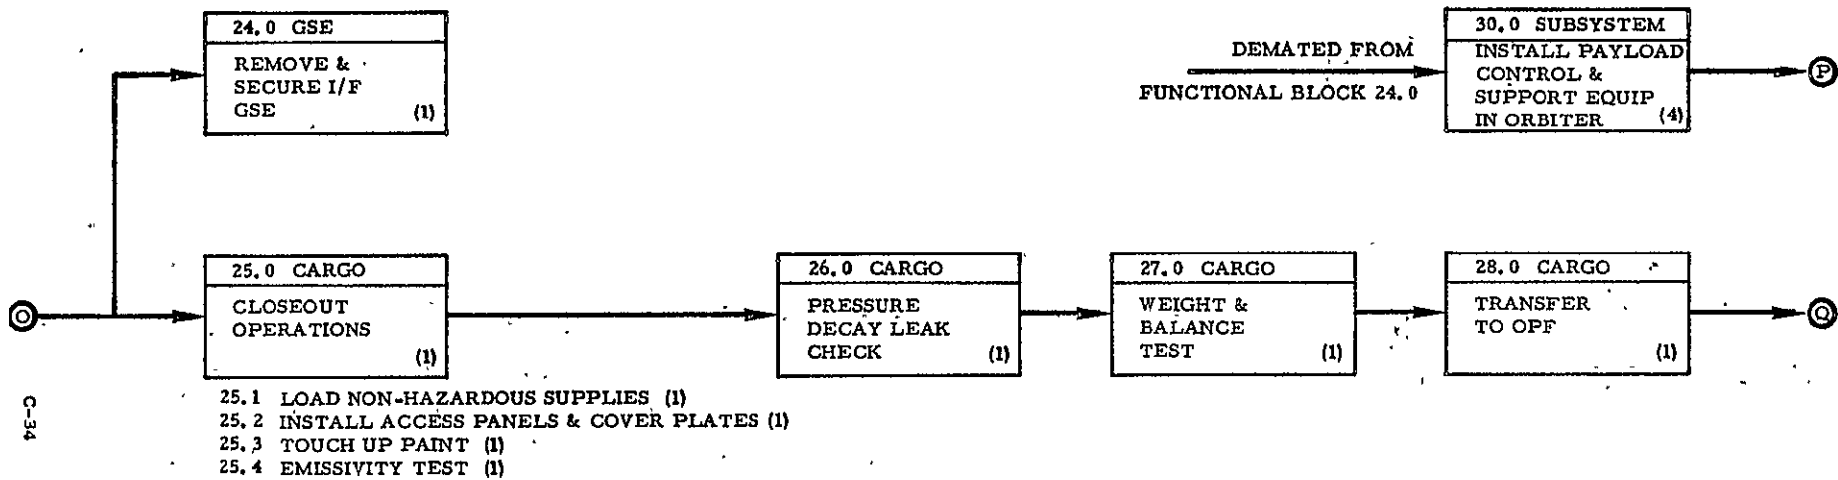 24.0 GSE
REMOVE &
SECURE I/F
GSE (1)
DEMATED FROM
FUNCTIONAL BLOCK 24.0
30.0 SUBSYSTEM
INSTALL PAYLOAD
CONTROL &
SUPPORT EQUIP
IN ORBITER (4)
P
O
25.0 CARGO
CLOSEOUT
OPERATIONS
(1)
25.1 LOAD NON-HAZARDOUS SUPPLIES (1)
25.2 INSTALL ACCESS PANELS & COVER PLATES (1)
25.3 TOUCH UP PAINT (1)
25.4 EMISSIVITY TEST (1)
26.0 CARGO
PRESSURE
DECAY LEAK
CHECK (1)
27.0 CARGO
WEIGHT &
BALANCE
TEST (1)
28.0 CARGO
TRANSFER
TO OPF
(1)
Q
C-34